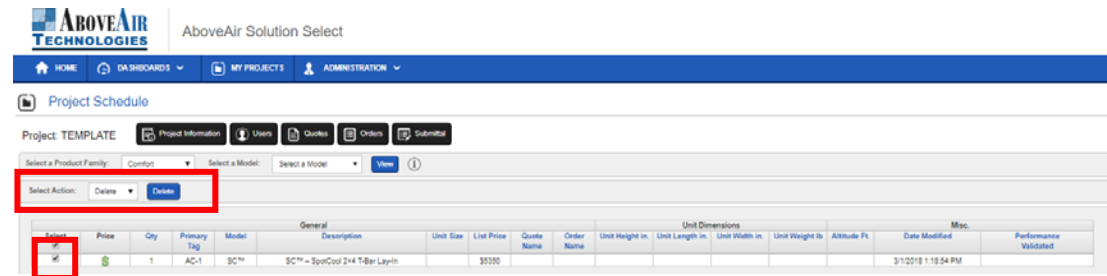 ABOVEAIR
TECHNOLOGIES
AboveAir Solution Select
HOME DASHBOARDS MY PROJECTS ADMINISTRATION
Project Schedule
Project: TEMPLATE Project Information Users Quotes Orders Submittal
Select a Product Family: Comfort Select a Model: Select a Model View
Select Action: Delete Delete
General Unit Dimensions Misc.
Select Price Qty Primary Tag Model Description Unit Size List Price Quote Name Order Name Unit Height in. Unit Length in. Unit Width in. Unit Weight lb Altitude Ft. Date Modified Performance Validated
$ 1 AC-1 SC™ SC™ – SpotCool 2×4 T-Bar Lay-In $5350 3/1/2018 1:18:54 PM